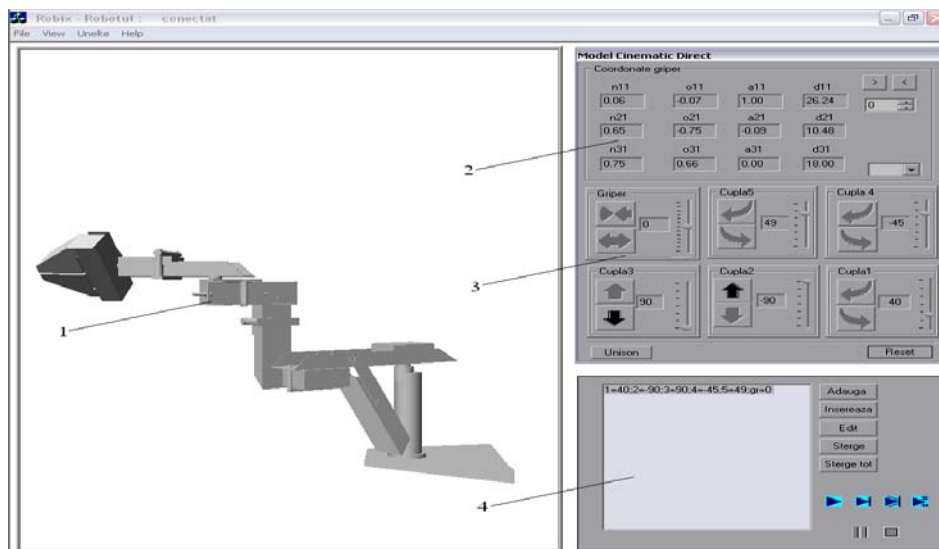 Robix - Robotul : conectat
File View Unelte Help
Model Cinematic Direct
Coordonate griper
n11 o11 a11 d11
0.06 -0.07 1.00 26.24
> <
0
n21 o21 a21 d21
0.65 -0.75 -0.09 10.48
n31 o31 a31 d31
0.75 0.66 0.00 18.00
2
Griper Cupla5 Cupla 4
0 49 -45
3
Cupla3 Cupla2 Cupla1
90 -90 40
1
Unison Reset
1=40;2=-90;3=90;4=-45;5=49;gr=0
Adauga
Insereaza
Edit
Sterge
Sterge tot
4